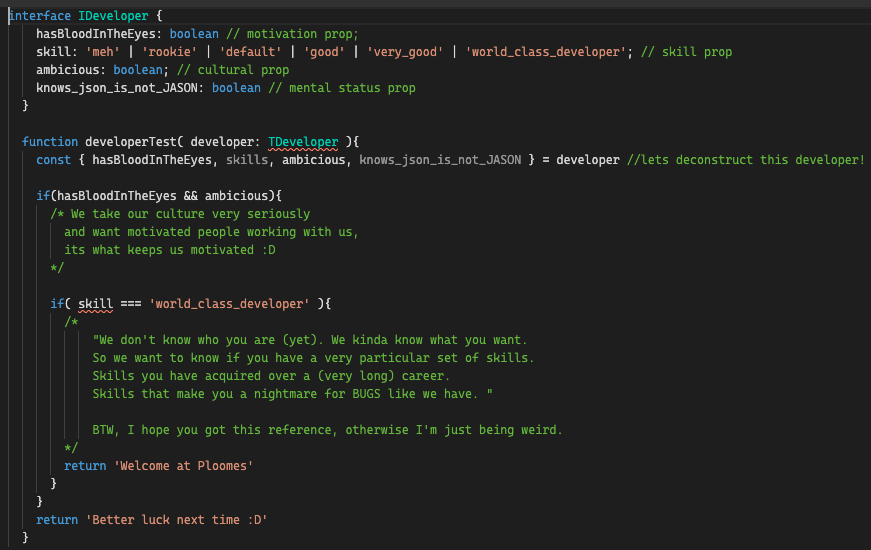 interface IDeveloper {
hasBloodInTheEyes: boolean // motivation prop;
skill: 'meh' | 'rookie' | 'default' | 'good' | 'very_good' | 'world_class_developer'; // skill prop
ambicious: boolean; // cultural prop
knows_json_is_not_JASON: boolean // mental status prop
}
function developerTest( developer: TDeveloper ){
const { hasBloodInTheEyes, skills, ambicious, knows_json_is_not_JASON } = developer //lets deconstruct this developer!
if(hasBloodInTheEyes && ambicious){
/* We take our culture very seriously
and want motivated people working with us,
its what keeps us motivated :D
*/
if( skill === 'world_class_developer' ){
/*
"We don't know who you are (yet). We kinda know what you want.
So we want to know if you have a very particular set of skills.
Skills you have acquired over a (very long) career.
Skills that make you a nightmare for BUGS like we have. "
BTW, I hope you got this reference, otherwise I'm just being weird.
*/
return 'Welcome at Ploomes'
}
}
return 'Better luck next time :D'
}